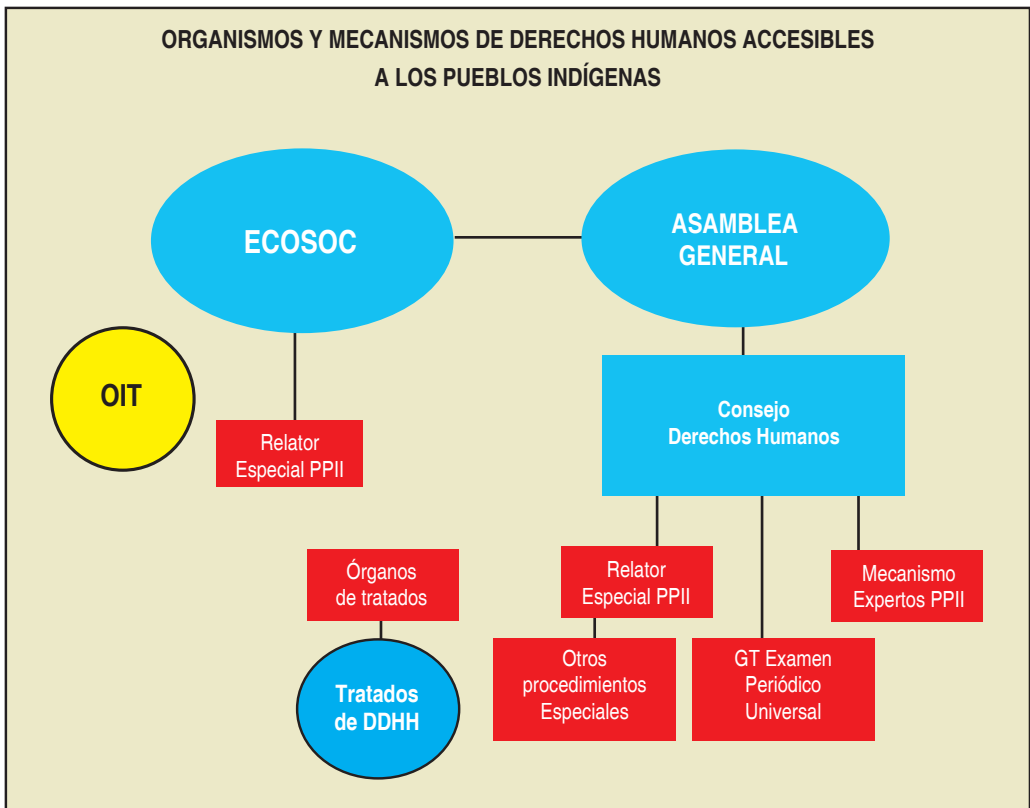 ORGANISMOS Y MECANISMOS DE DERECHOS HUMANOS ACCESIBLES
A LOS PUEBLOS INDÍGENAS
ECOSOC
ASAMBLEA
GENERAL
OIT
Relator
Especial PPII
Consejo
Derechos Humanos
Órganos
de tratados
Tratados
de DDHH
Relator
Especial PPII
Otros
procedimientos
Especiales
GT Examen
Periódico
Universal
Mecanismo
Expertos PPII